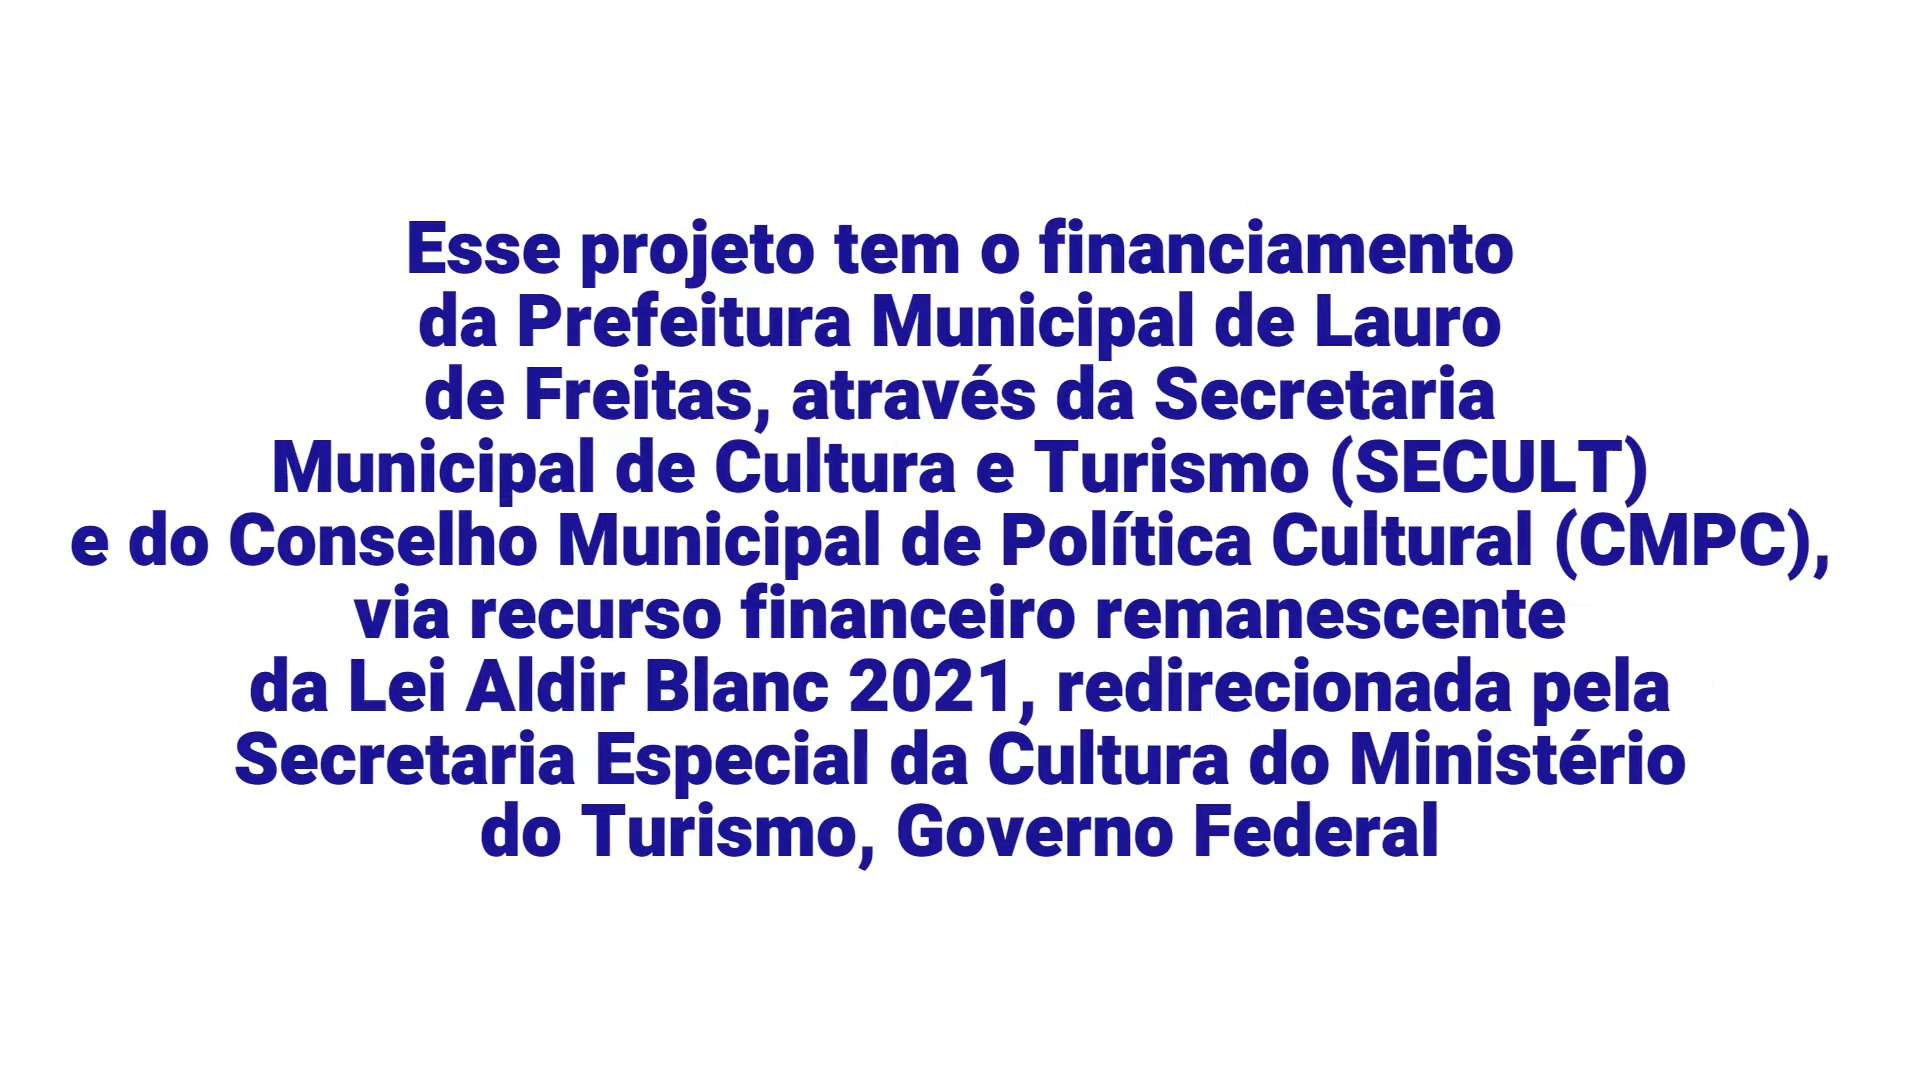 Esse projeto tem o financiamento
da Prefeitura Municipal de Lauro
de Freitas, através da Secretaria
Municipal de Cultura e Turismo (SECULT)
e do Conselho Municipal de Política Cultural (CMPC),
via recurso financeiro remanescente
da Lei Aldir Blanc 2021, redirecionada pela
Secretaria Especial da Cultura do Ministério
do Turismo, Governo Federal